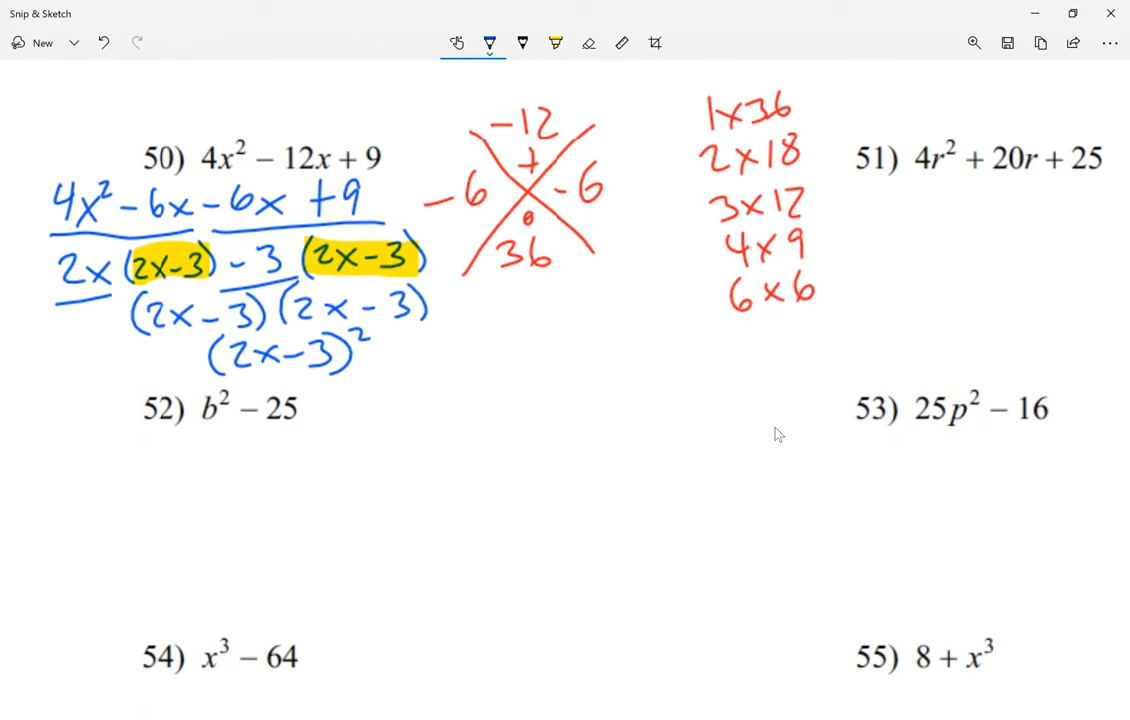 Snip & Sketch
New
50) 4x² − 12x + 9
4x² − 6x − 6x + 9
2x (2x−3) − 3 (2x−3)
(2x − 3) (2x − 3)
(2x−3)²
−12
+
−6 −6
•
36
1 x 36
2 x 18
3 x 12
4 x 9
6 x 6
51) 4r² + 20r + 25
52) b² − 25
53) 25p² − 16
54) x³ − 64
55) 8 + x³